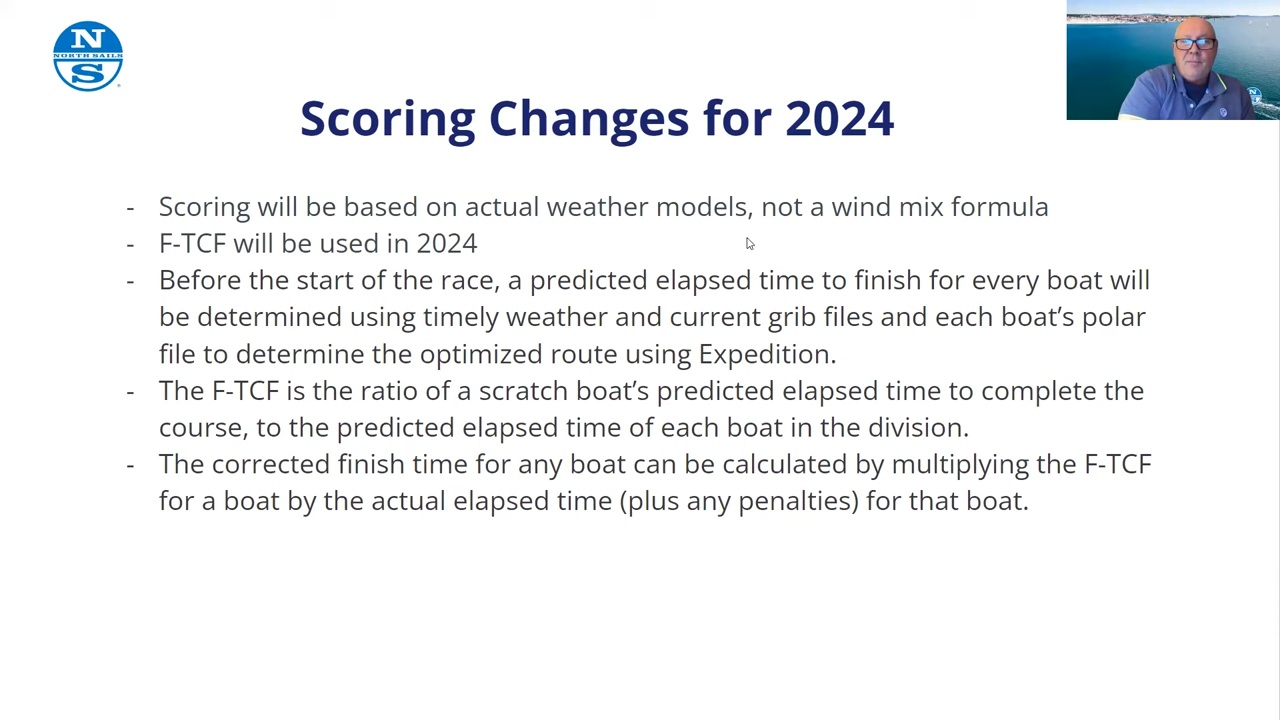 N
NORTH SAILS
S
Scoring Changes for 2024
- Scoring will be based on actual weather models, not a wind mix formula
- F-TCF will be used in 2024
- Before the start of the race, a predicted elapsed time to finish for every boat will
be determined using timely weather and current grib files and each boat’s polar
file to determine the optimized route using Expedition.
- The F-TCF is the ratio of a scratch boat’s predicted elapsed time to complete the
course, to the predicted elapsed time of each boat in the division.
- The corrected finish time for any boat can be calculated by multiplying the F-TCF
for a boat by the actual elapsed time (plus any penalties) for that boat.